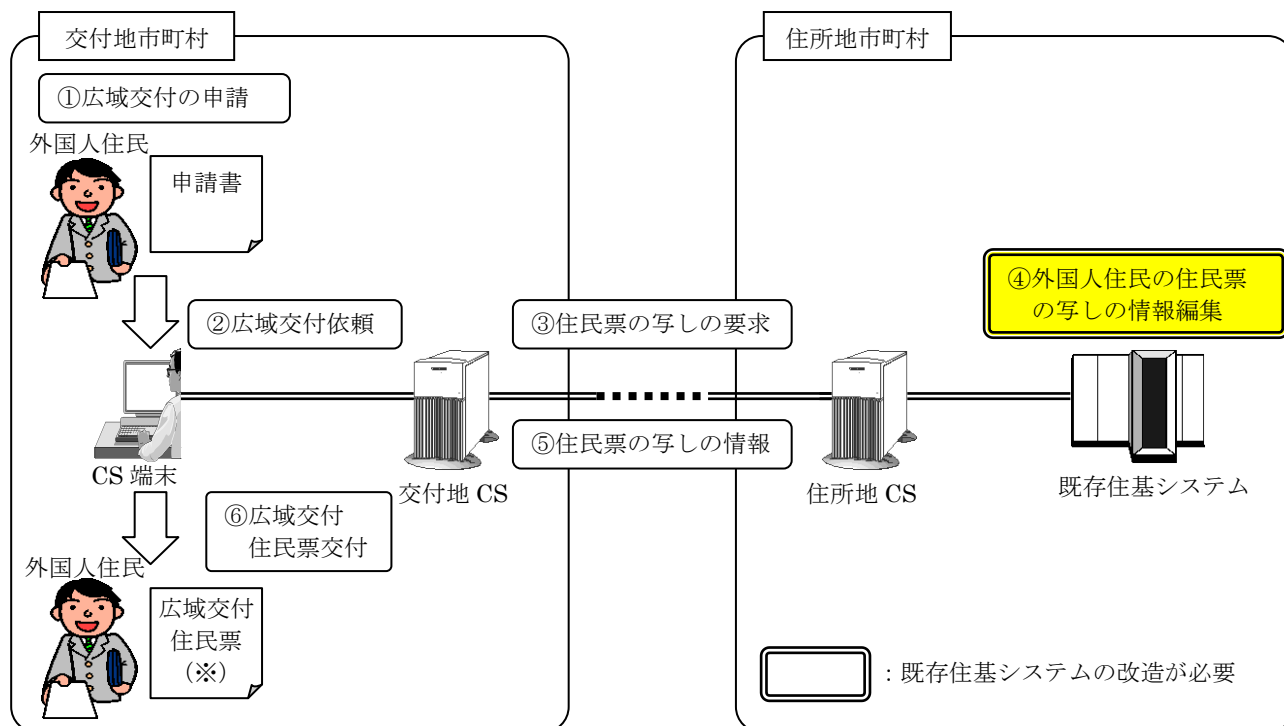 交付地市町村
住所地市町村
①広域交付の申請
外国人住民
申請書
④外国人住民の住民票
の写しの情報編集
②広域交付依頼
③住民票の写しの要求
⑤住民票の写しの情報
CS 端末
交付地 CS
住所地 CS
既存住基システム
⑥広域交付
住民票交付
外国人住民
広域交付
住民票
(※)
：既存住基システムの改造が必要